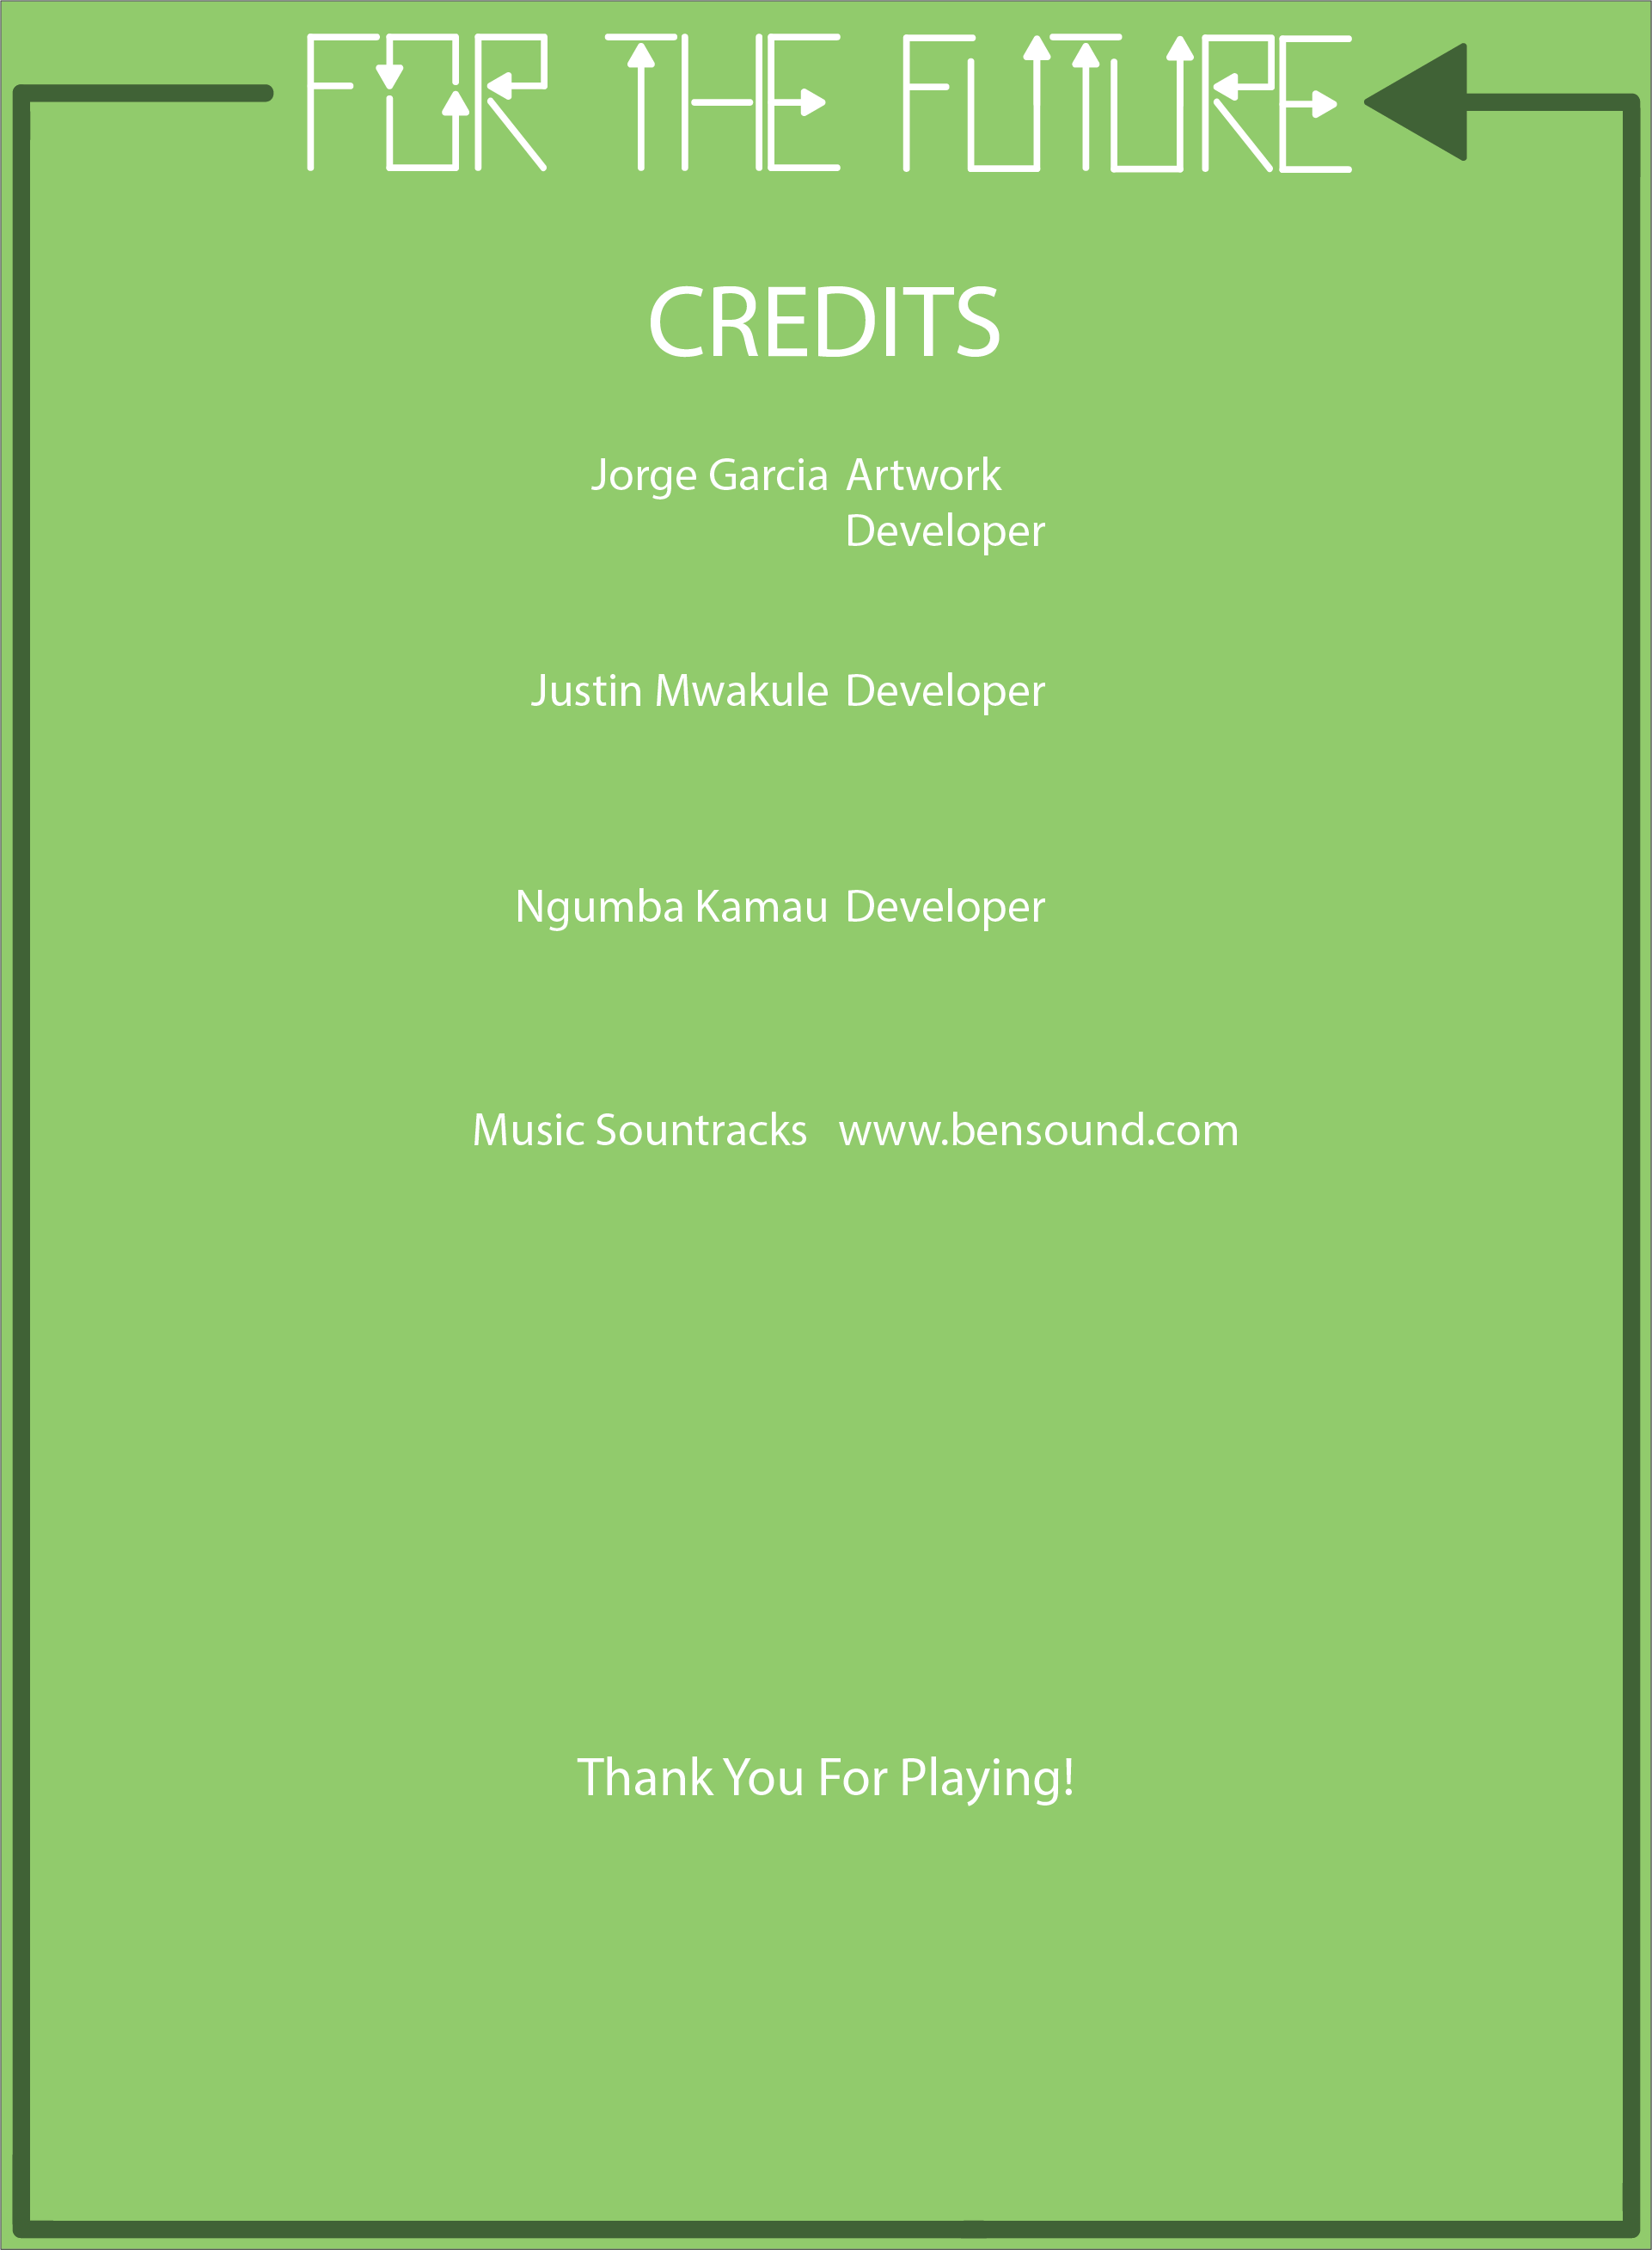 FOR THE FUTURE
CREDITS
Jorge Garcia Artwork
Developer
Justin Mwakule Developer
Ngumba Kamau Developer
Music Sountracks www.bensound.com
Thank You For Playing!